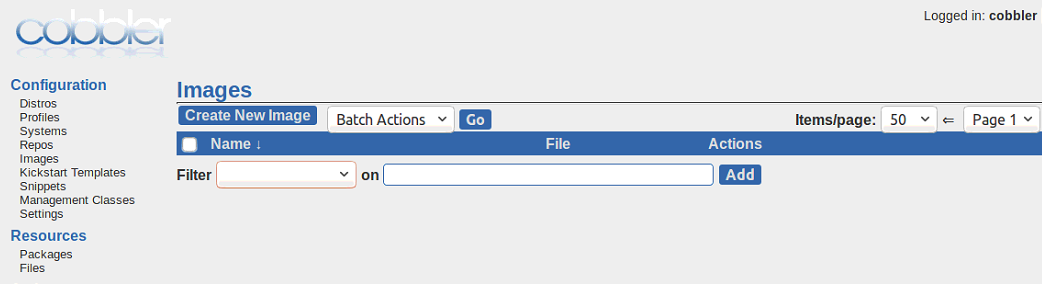 cobbler
Logged in: cobbler
Configuration
Distros
Profiles
Systems
Repos
Images
Kickstart Templates
Snippets
Management Classes
Settings
Resources
Packages
Files
Images
Create New Image Batch Actions Go Items/page: 50 ⇐ Page 1
Name ↓ File Actions
Filter on Add